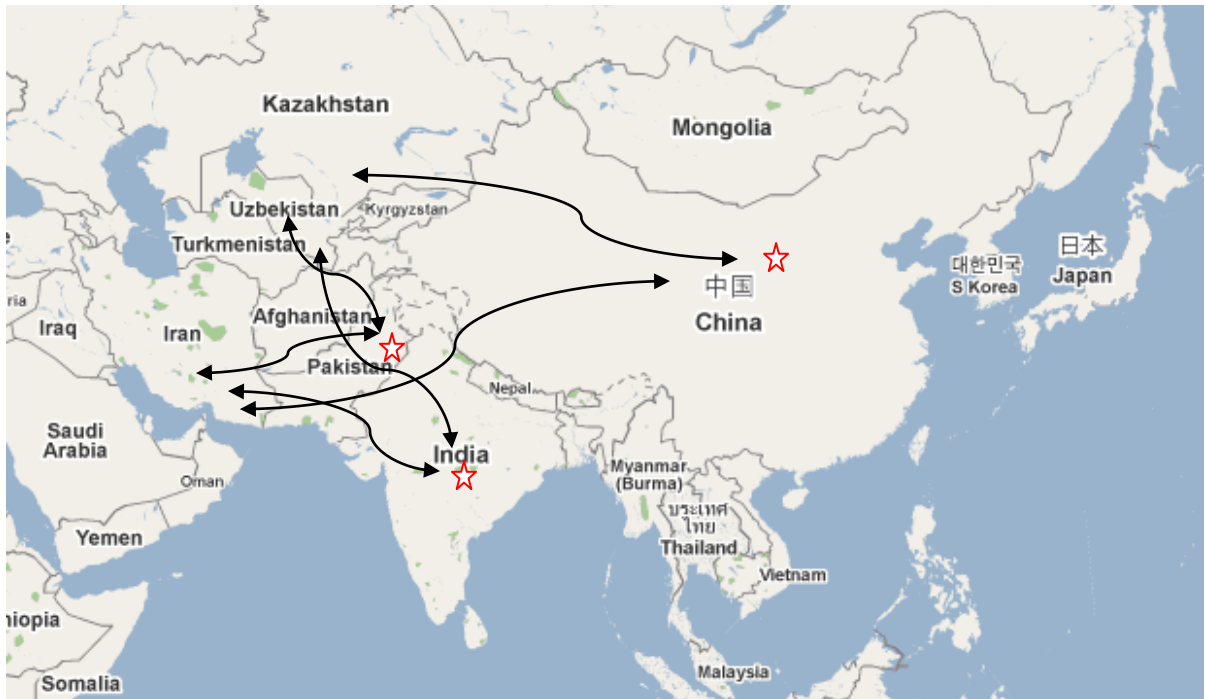 Kazakhstan
Mongolia
Uzbekistan
Kyrgyzstan
Turkmenistan
日本
Japan
대한민국
S Korea
中国
China
ria
Iraq
Iran
Afghanistan
Pakistan
Nepal
Saudi
Arabia
India
Oman
Myanmar
(Burma)
ประเทศ
ไทย
Thailand
Yemen
Vietnam
hiopia
Malaysia
Somalia